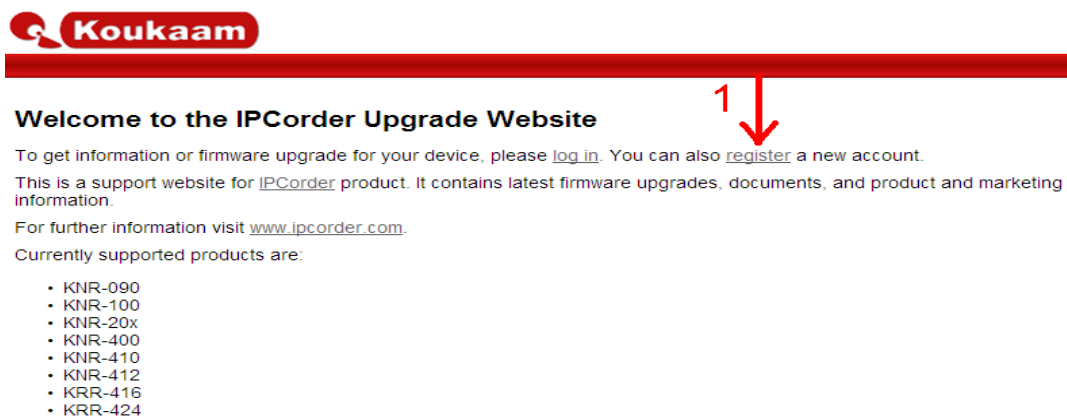 Koukaam
1
Welcome to the IPCorder Upgrade Website
To get information or firmware upgrade for your device, please log in. You can also register a new account.
This is a support website for IPCorder product. It contains latest firmware upgrades, documents, and product and marketing
information.
For further information visit www.ipcorder.com.
Currently supported products are:
• KNR-090
• KNR-100
• KNR-20x
• KNR-400
• KNR-410
• KNR-412
• KRR-416
• KRR-424